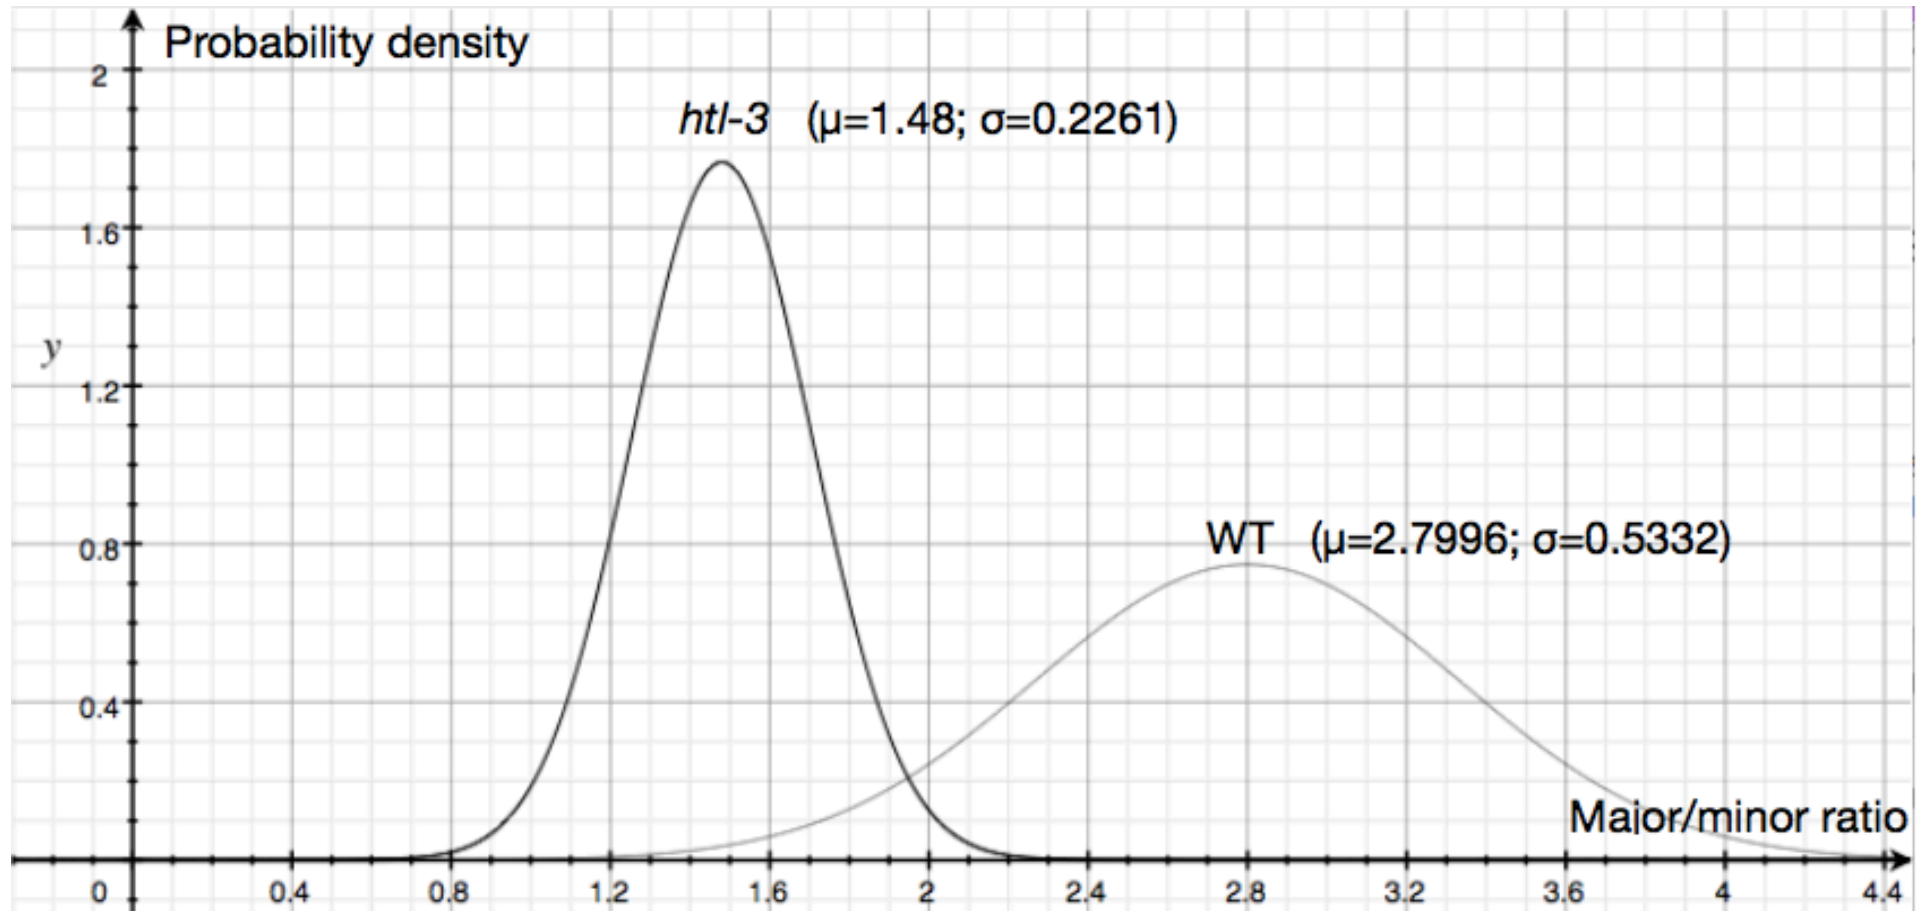 Probability density
2
htl-3 (μ=1.48; σ=0.2261)
1.6
y
1.2
WT (μ=2.7996; σ=0.5332)
0.8
0.4
Major/minor ratio
0 0.4 0.8 1.2 1.6 2 2.4 2.8 3.2 3.6 4 4.4